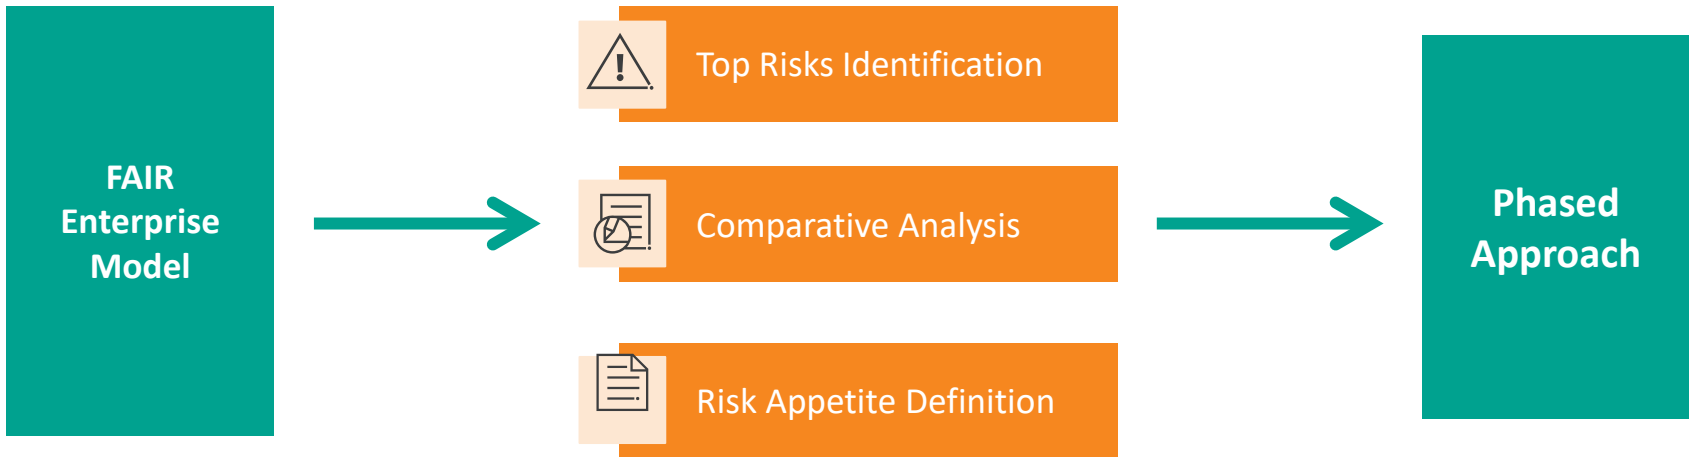 FAIR
Enterprise
Model
Top Risks Identification
Comparative Analysis
Risk Appetite Definition
Phased
Approach